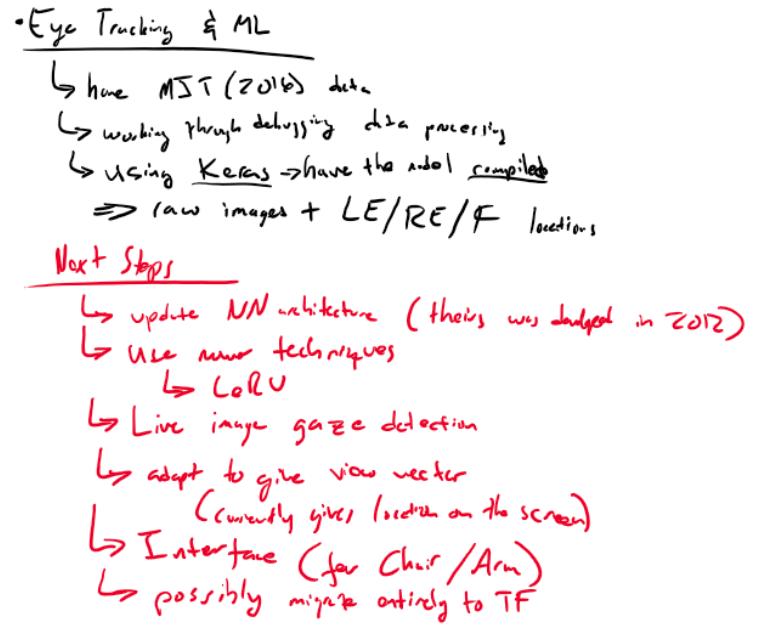 • Eye Tracking & ML
↳ have MIT (2016) data
↳ working through debugging data processing
↳ using Keras → have the model compiled
⇒ raw images + LE/RE/F locations
Next Steps
↳ update NN architecture (theirs was developed in 2012)
↳ use newer techniques
↳ LeRU
↳ Live image gaze detection
↳ adapt to give view vector
(currently gives location on the screen)
↳ Interface (for Chair/Arm)
↳ possibly migrate entirely to TF